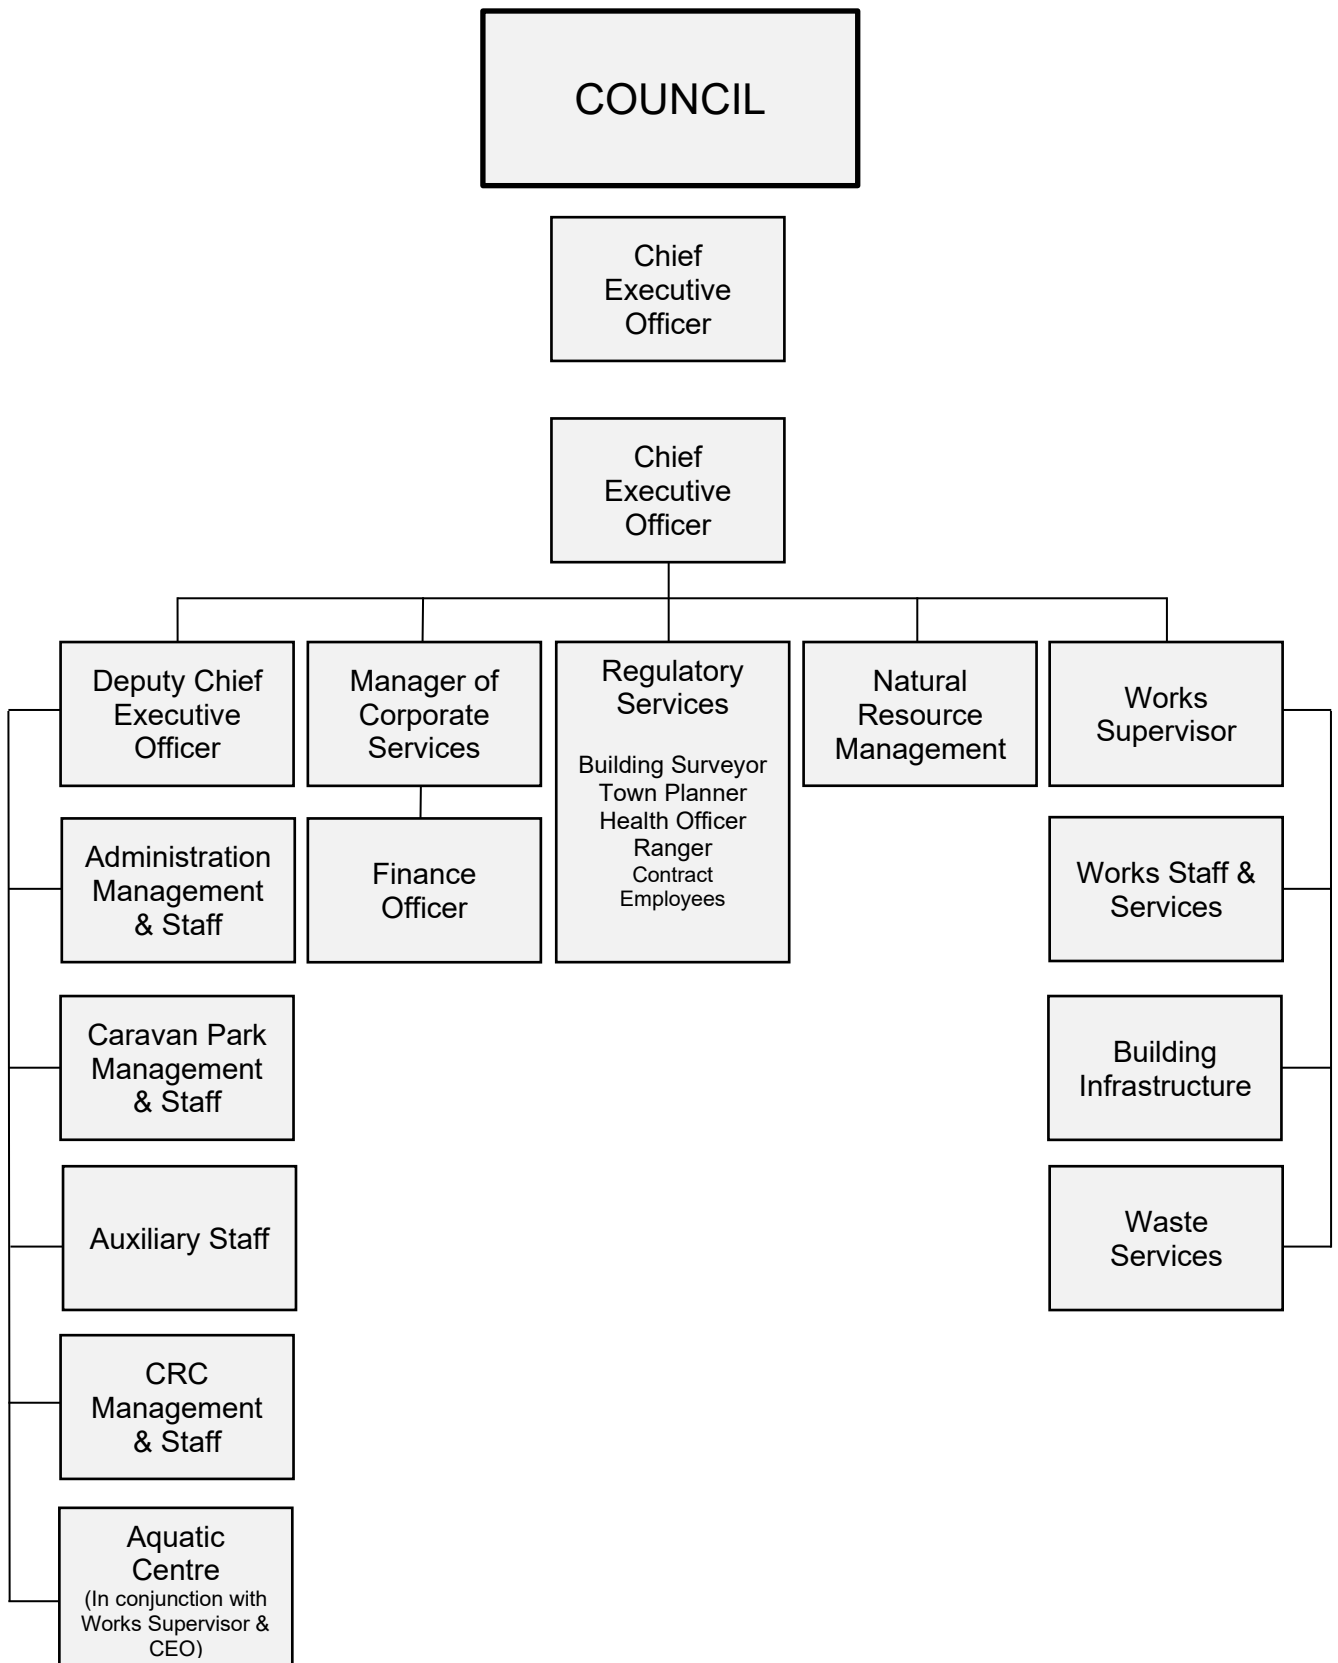 COUNCIL
Chief
Executive
Officer
Chief
Executive
Officer
Deputy Chief
Executive
Officer
Manager of
Corporate
Services
Regulatory
Services
Building Surveyor
Town Planner
Health Officer
Ranger
Contract
Employees
Natural
Resource
Management
Works
Supervisor
Administration
Management
& Staff
Finance
Officer
Works Staff &
Services
Caravan Park
Management
& Staff
Building
Infrastructure
Auxiliary Staff
Waste
Services
CRC
Management
& Staff
Aquatic
Centre
(In conjunction with
Works Supervisor &
CEO)